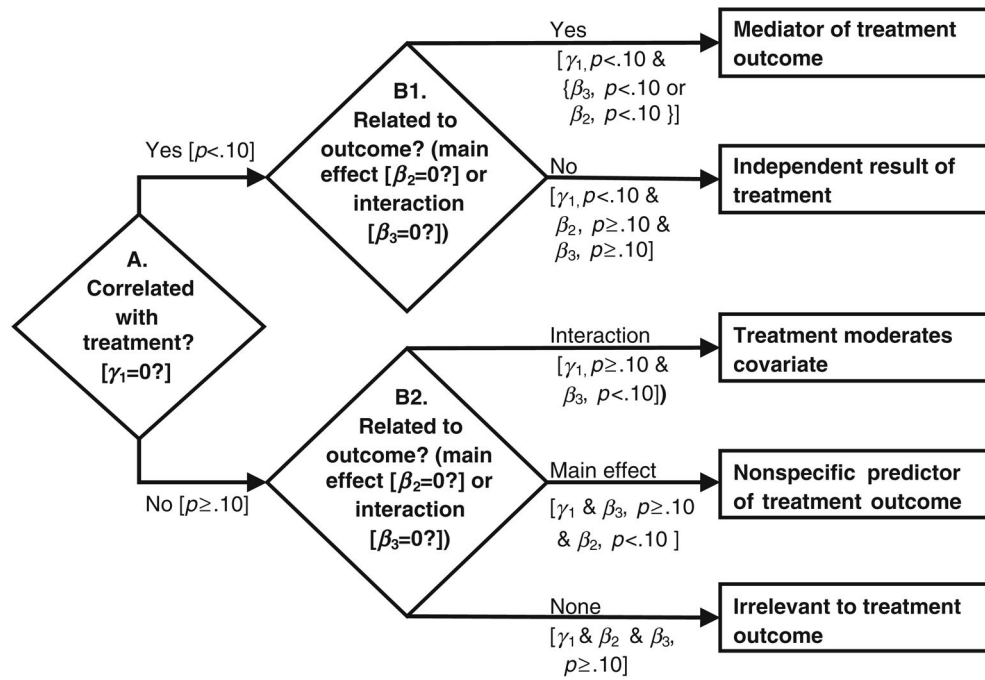 A.
Correlated
with
treatment?
[γ1=0?]
Yes [p<.10]
No [p≥.10]
B1.
Related to
outcome? (main
effect [β2=0?] or
interaction
[β3=0?])
Yes
[γ1, p<.10 &
{β3, p<.10 or
β2, p<.10 }]
Mediator of treatment
outcome
No
[γ1, p<.10 &
β2, p≥.10 &
β3, p≥.10]
Independent result of
treatment
B2.
Related to
outcome? (main
effect [β2=0?] or
interaction
[β3=0?])
Interaction
[γ1, p≥.10 &
β3, p<.10])
Treatment moderates
covariate
Main effect
[γ1 & β3, p≥.10
& β2, p<.10 ]
Nonspecific predictor
of treatment outcome
None
[γ1 & β2 & β3,
p≥.10]
Irrelevant to treatment
outcome